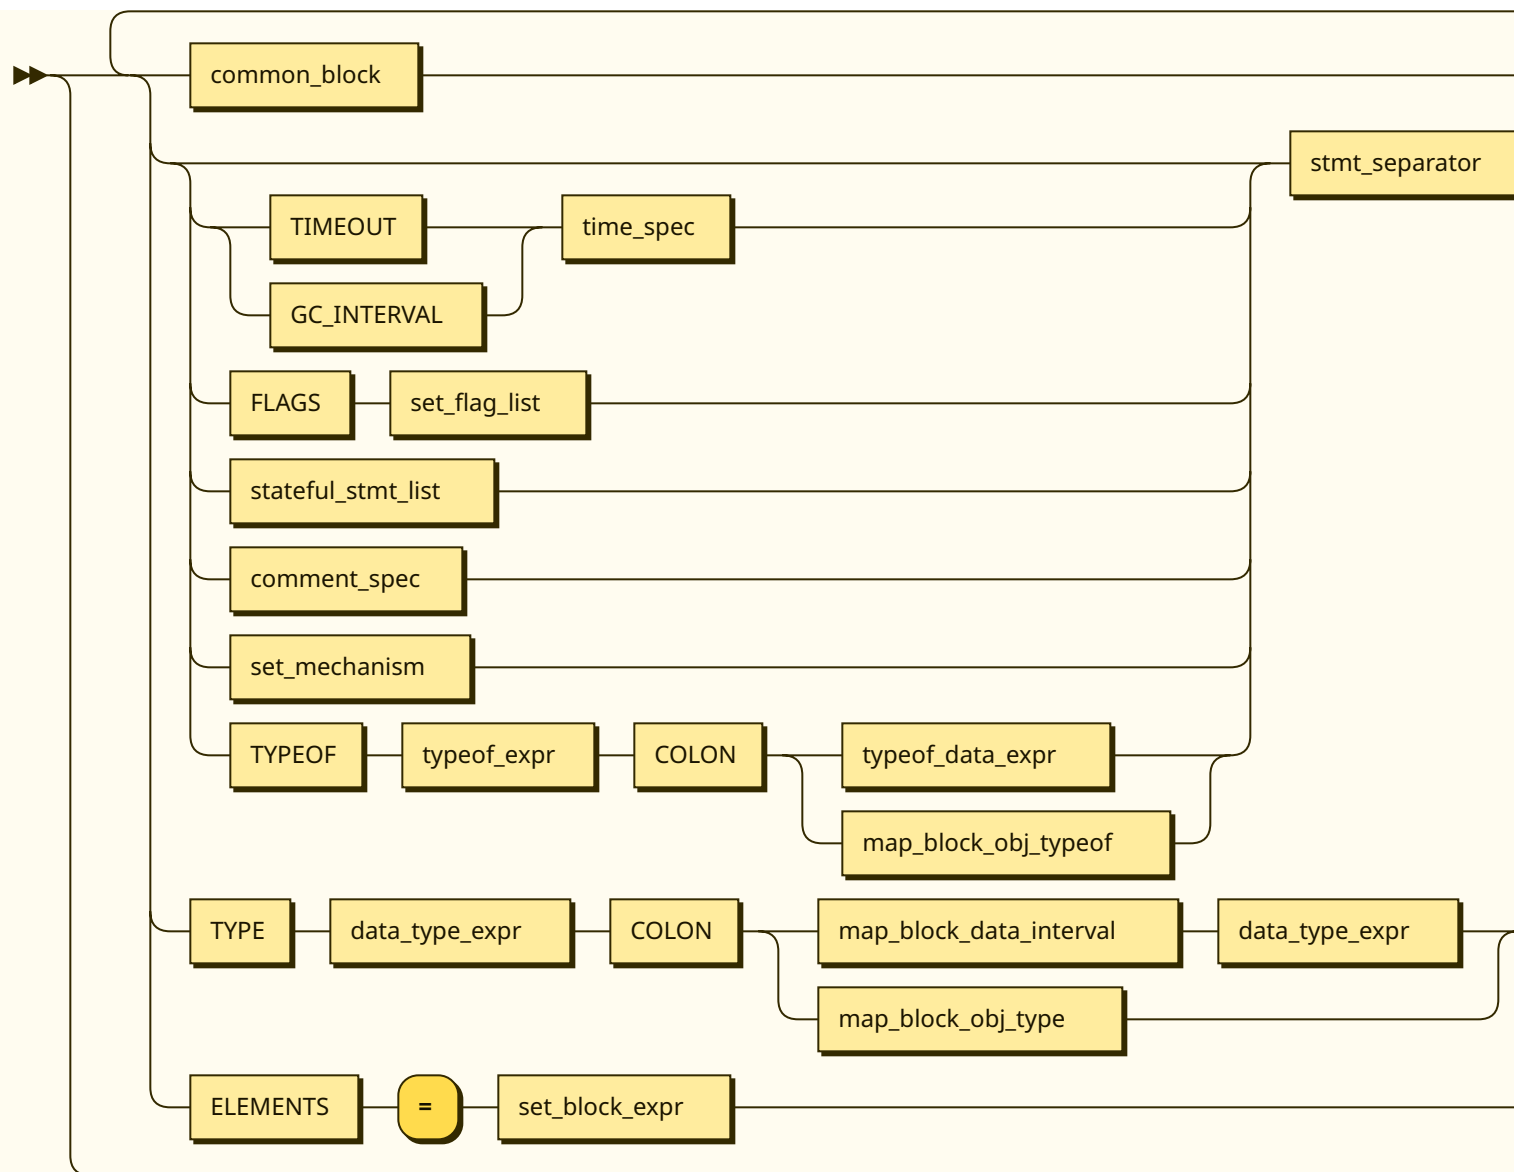 common_block
stmt_separator
TIMEOUT time_spec
GC_INTERVAL
FLAGS set_flag_list
stateful_stmt_list
comment_spec
set_mechanism
TYPEOF typeof_expr COLON typeof_data_expr
map_block_obj_typeof
TYPE data_type_expr COLON map_block_data_interval data_type_expr
map_block_obj_type
ELEMENTS = set_block_expr